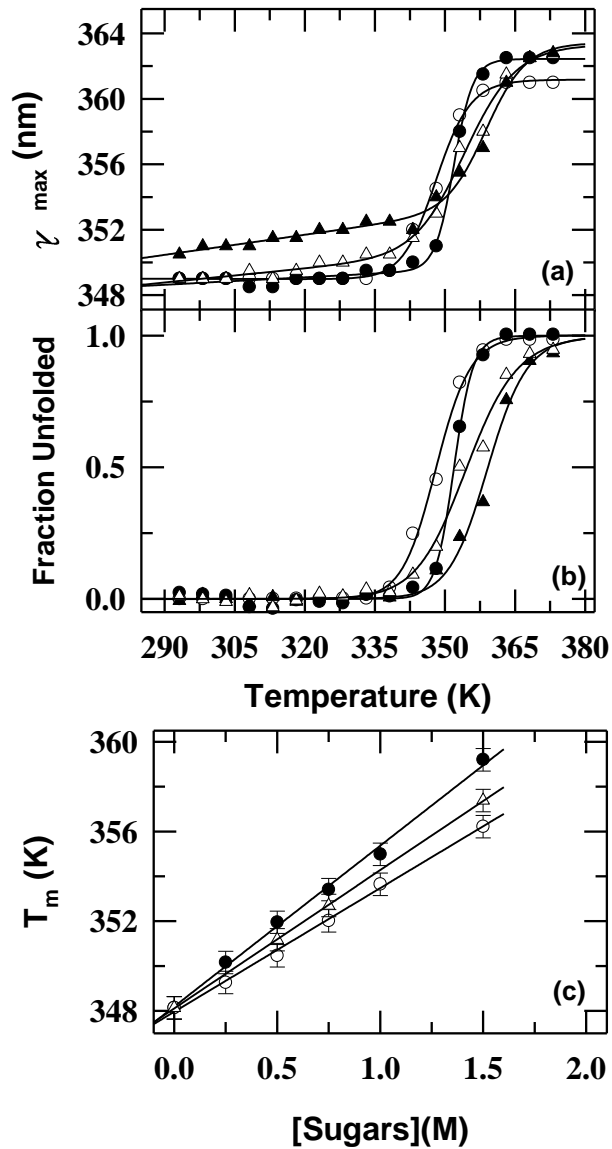 364
360
356
352
348
γ max (nm)
(a)
1.0
0.5
0.0
Fraction Unfolded
(b)
290 305 320 335 350 365 380
Temperature (K)
360
356
352
348
Tm (K)
(c)
0.0 0.5 1.0 1.5 2.0
[Sugars](M)